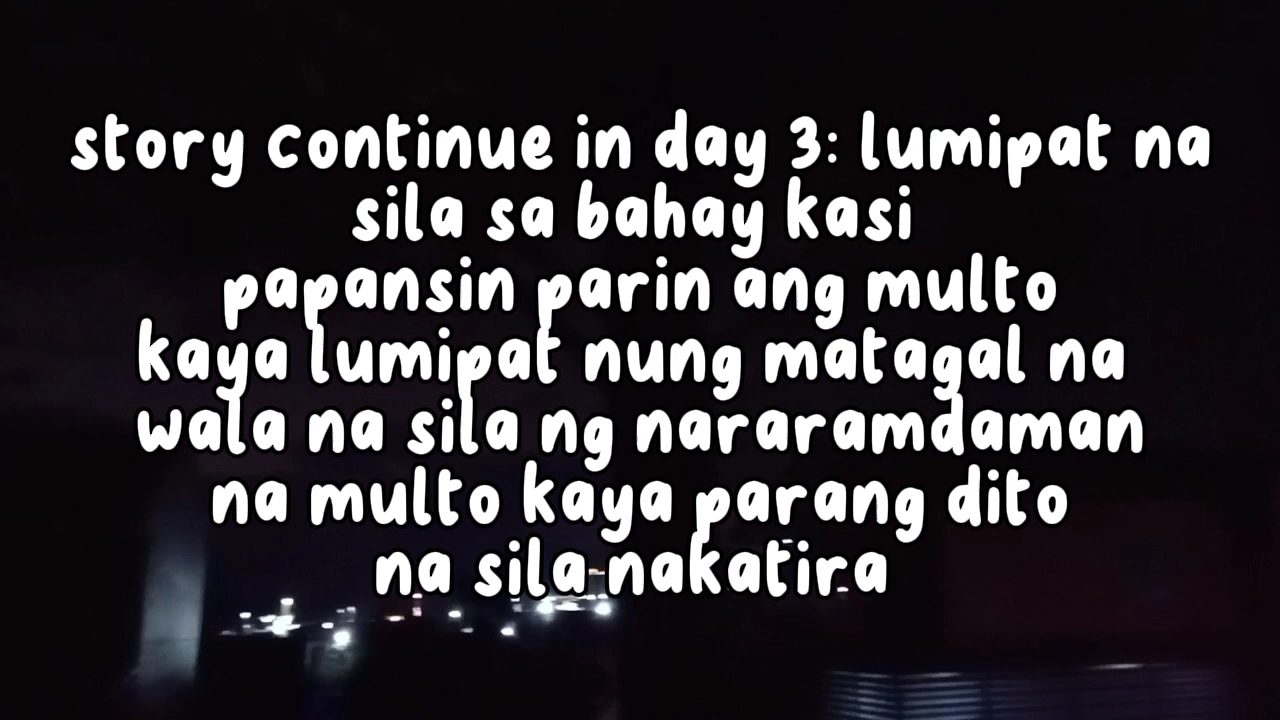 story continue in day 3: lumipat na
sila sa bahay kasi
papansin parin ang multo
kaya lumipat nung matagal na
wala na sila ng nararamdaman
na multo kaya parang dito
na sila nakatira